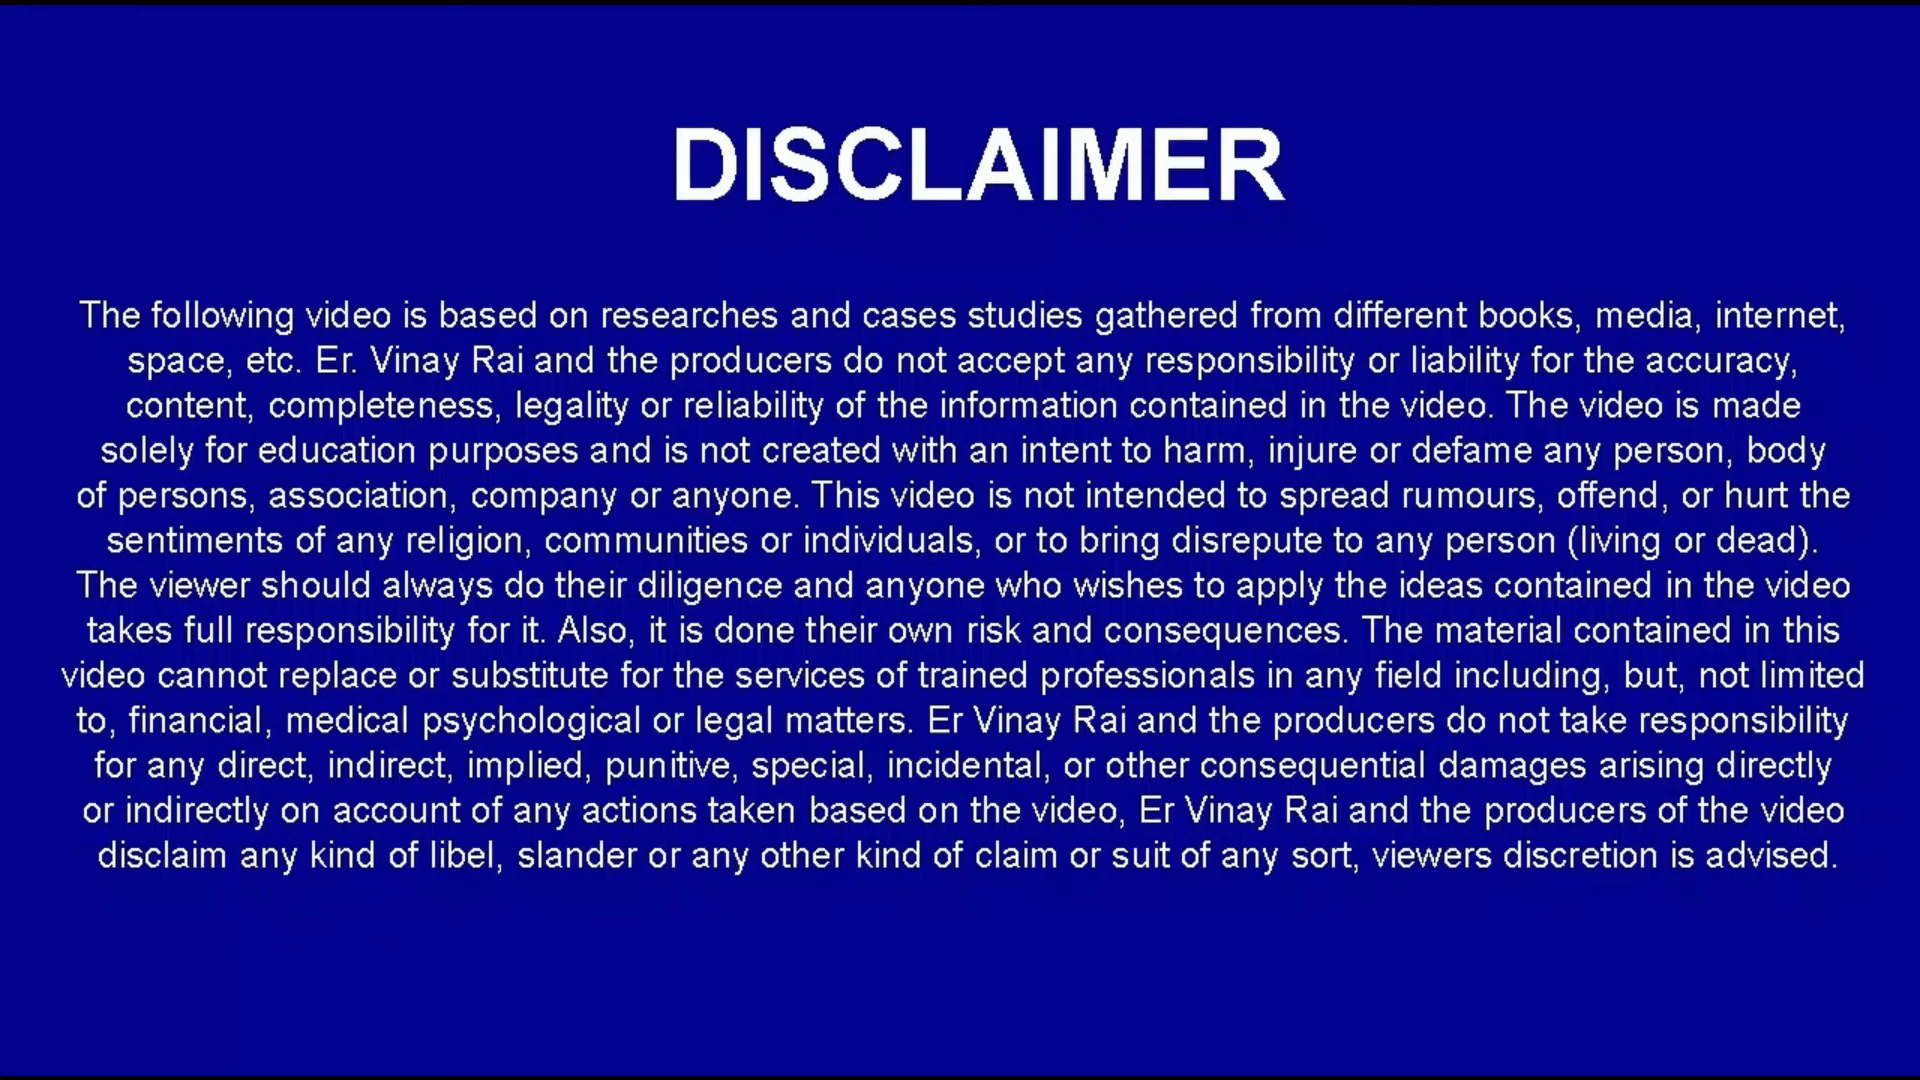 DISCLAIMER
The following video is based on researches and cases studies gathered from different books, media, internet,
space, etc. Er. Vinay Rai and the producers do not accept any responsibility or liability for the accuracy,
content, completeness, legality or reliability of the information contained in the video. The video is made
solely for education purposes and is not created with an intent to harm, injure or defame any person, body
of persons, association, company or anyone. This video is not intended to spread rumours, offend, or hurt the
sentiments of any religion, communities or individuals, or to bring disrepute to any person (living or dead).
The viewer should always do their diligence and anyone who wishes to apply the ideas contained in the video
takes full responsibility for it. Also, it is done their own risk and consequences. The material contained in this
video cannot replace or substitute for the services of trained professionals in any field including, but, not limited
to, financial, medical psychological or legal matters. Er Vinay Rai and the producers do not take responsibility
for any direct, indirect, implied, punitive, special, incidental, or other consequential damages arising directly
or indirectly on account of any actions taken based on the video, Er Vinay Rai and the producers of the video
disclaim any kind of libel, slander or any other kind of claim or suit of any sort, viewers discretion is advised.